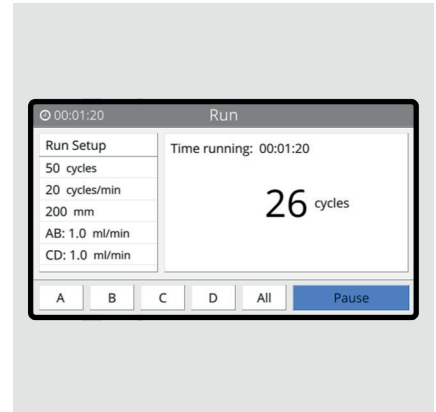 00:01:20 Run
Run Setup
50 cycles
20 cycles/min
200 mm
AB: 1.0 ml/min
CD: 1.0 ml/min
Time running: 00:01:20
26 cycles
A B C D All Pause